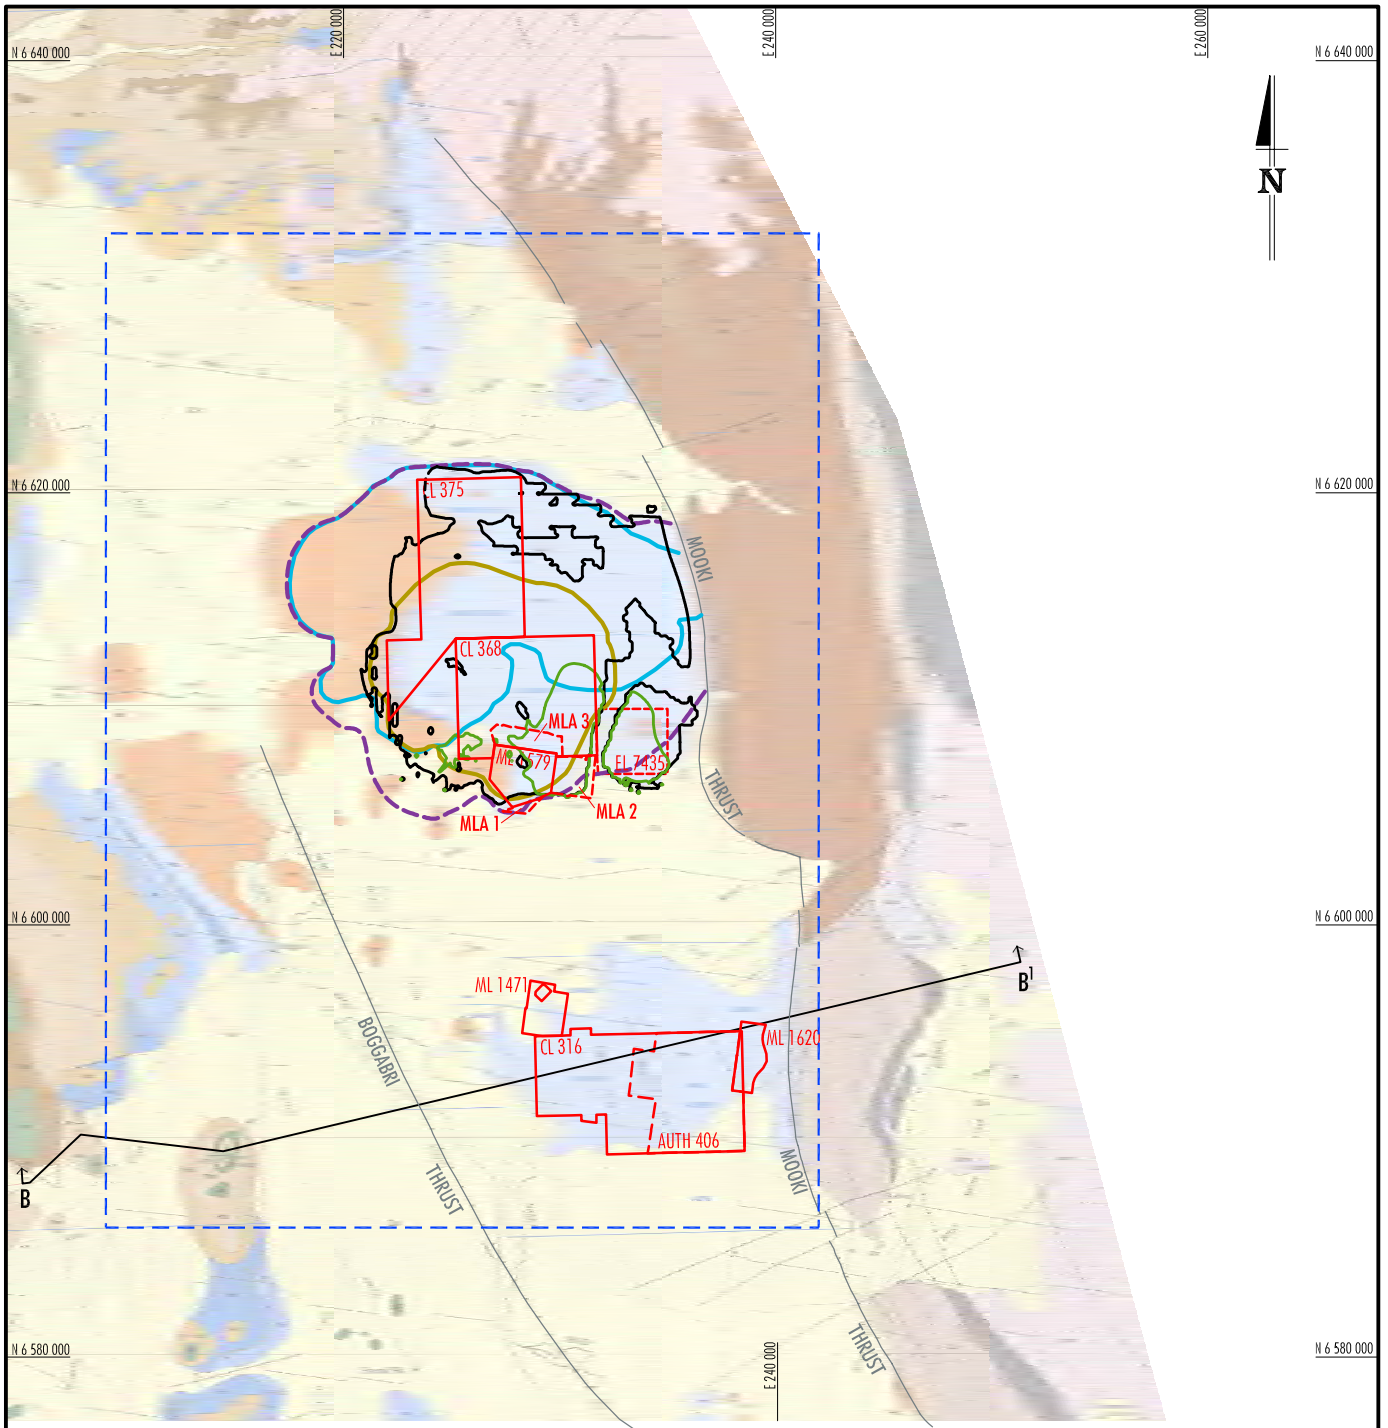 E 220 000
E 240 000
E 260 000
N 6 640 000
N 6 640 000
N
CL 375
N 6 620 000
N 6 620 000
MOOKI
CL 368
MLA 3
ML 1579
EL 7435
THRUST
MLA 1
MLA 2
N 6 600 000
N 6 600 000
ML 1471
B1
BOGGABRI
CL 316
ML 1620
AUTH 406
MOOKI
B
THRUST
THRUST
N 6 580 000
E 240 000
N 6 580 000